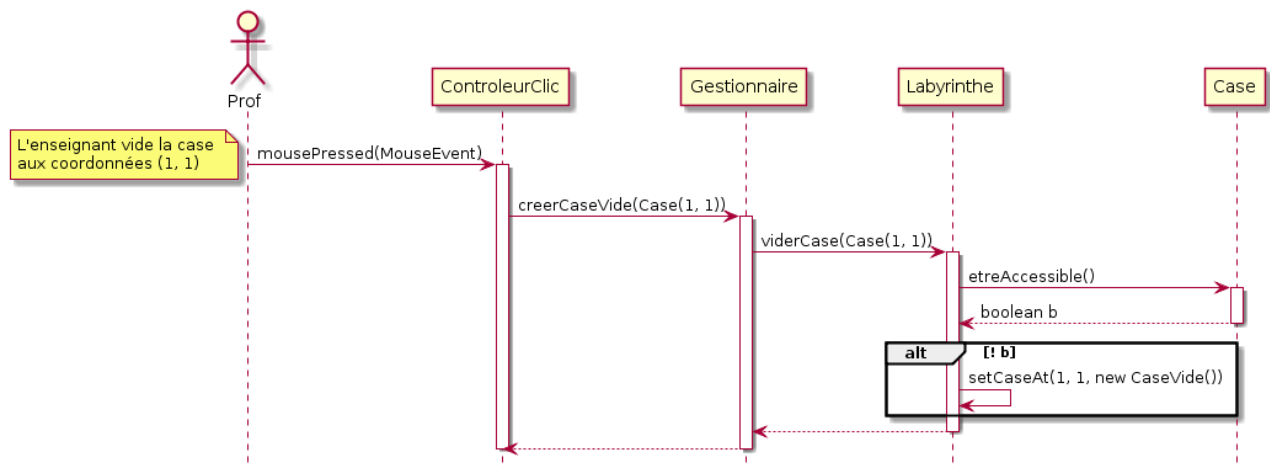 Prof
ControleurClic
Gestionnaire
Labyrinthe
Case
L'enseignant vide la case
aux coordonnées (1, 1)
mousePressed(MouseEvent)
creerCaseVide(Case(1, 1))
viderCase(Case(1, 1))
etreAccessible()
boolean b
alt [! b]
setCaseAt(1, 1, new CaseVide())